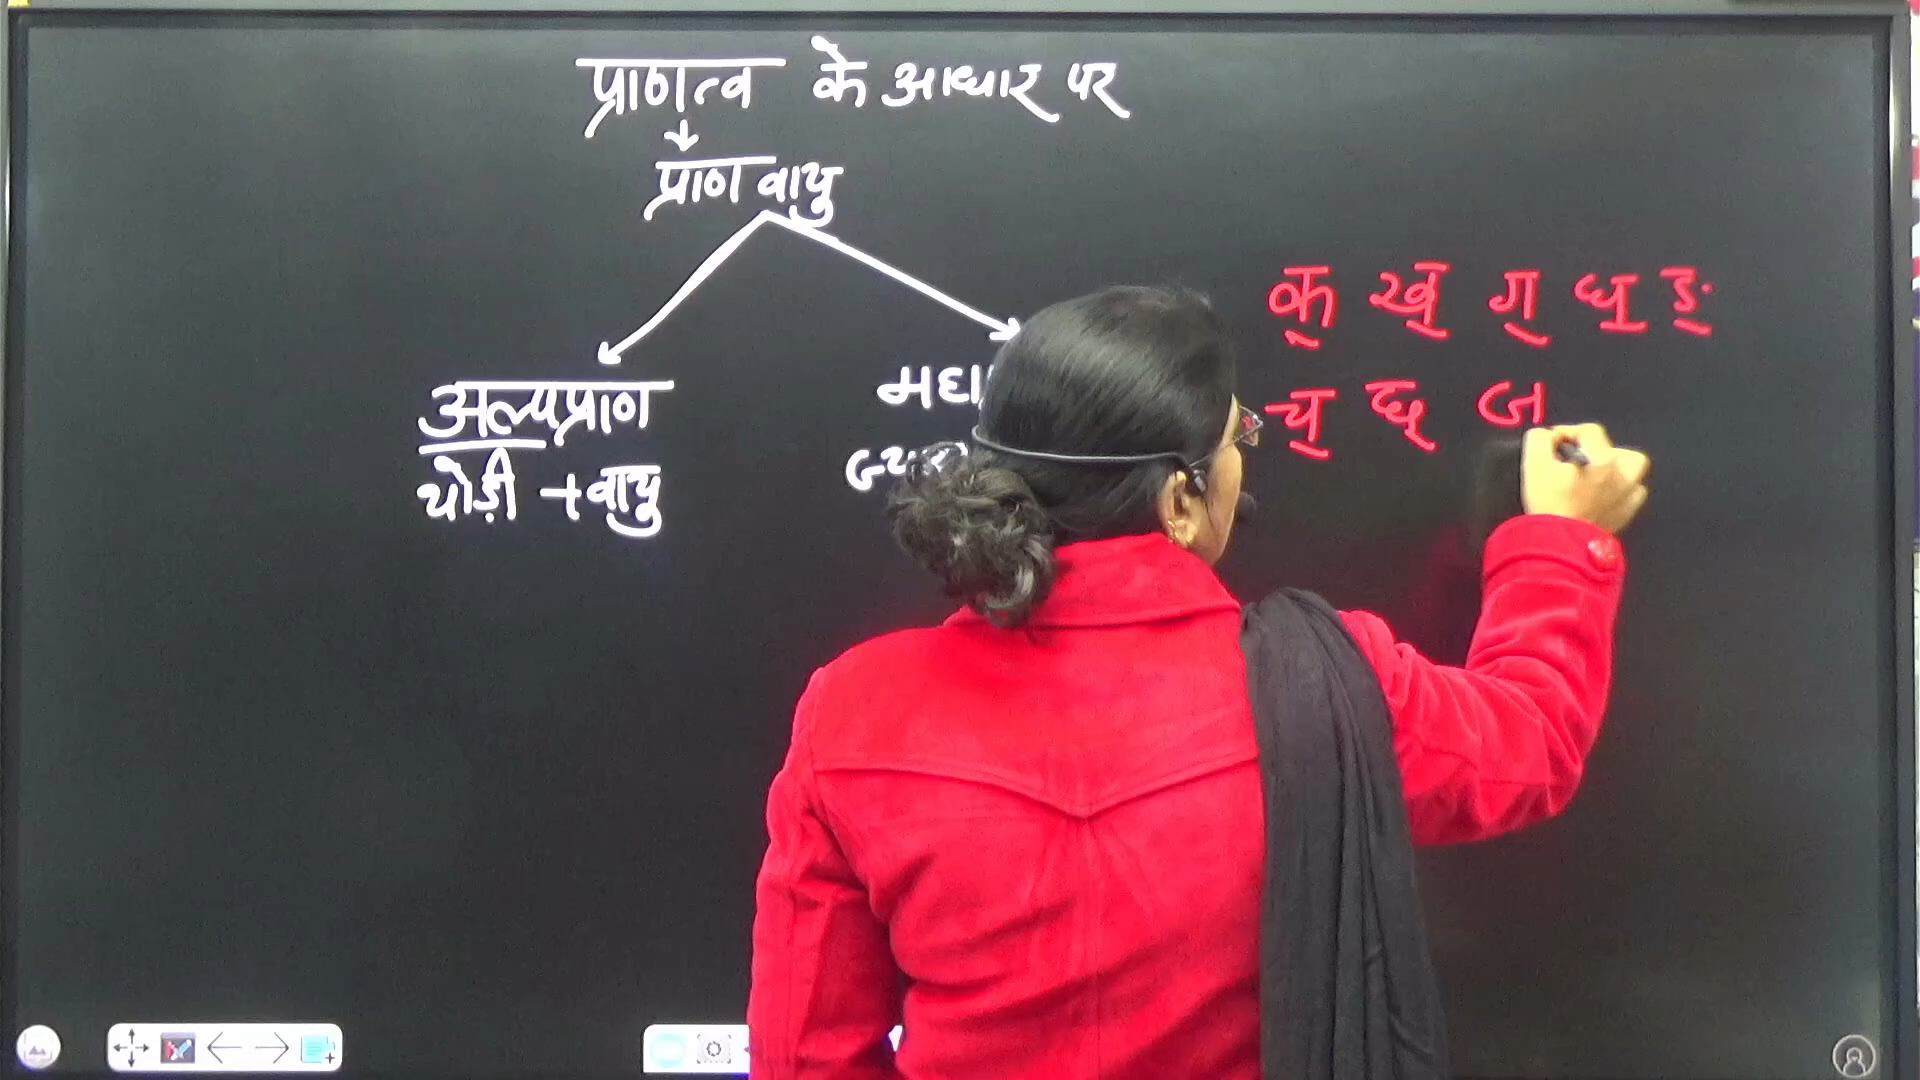 प्राणत्व के आधार पर
प्राण वायु
अल्पप्राण
थोड़ी + वायु
क् ख् ग् घ् ङ्
च् छ् ज